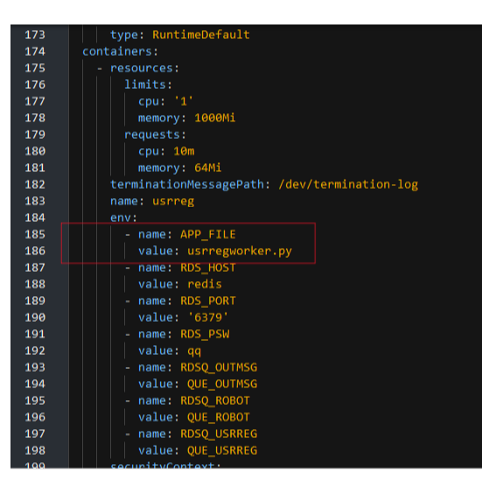 173 type: RuntimeDefault
174 containers:
175 - resources:
176 limits:
177 cpu: '1'
178 memory: 1000Mi
179 requests:
180 cpu: 10m
181 memory: 64Mi
182 terminationMessagePath: /dev/termination-log
183 name: usrreg
184 env:
185 - name: APP_FILE
186 value: usrregworker.py
187 - name: RDS_HOST
188 value: redis
189 - name: RDS_PORT
190 value: '6379'
191 - name: RDS_PSW
192 value: qq
193 - name: RDSQ_OUTMSG
194 value: QUE_OUTMSG
195 - name: RDSQ_ROBOT
196 value: QUE_ROBOT
197 - name: RDSQ_USRREG
198 value: QUE_USRREG
199 securityContext: